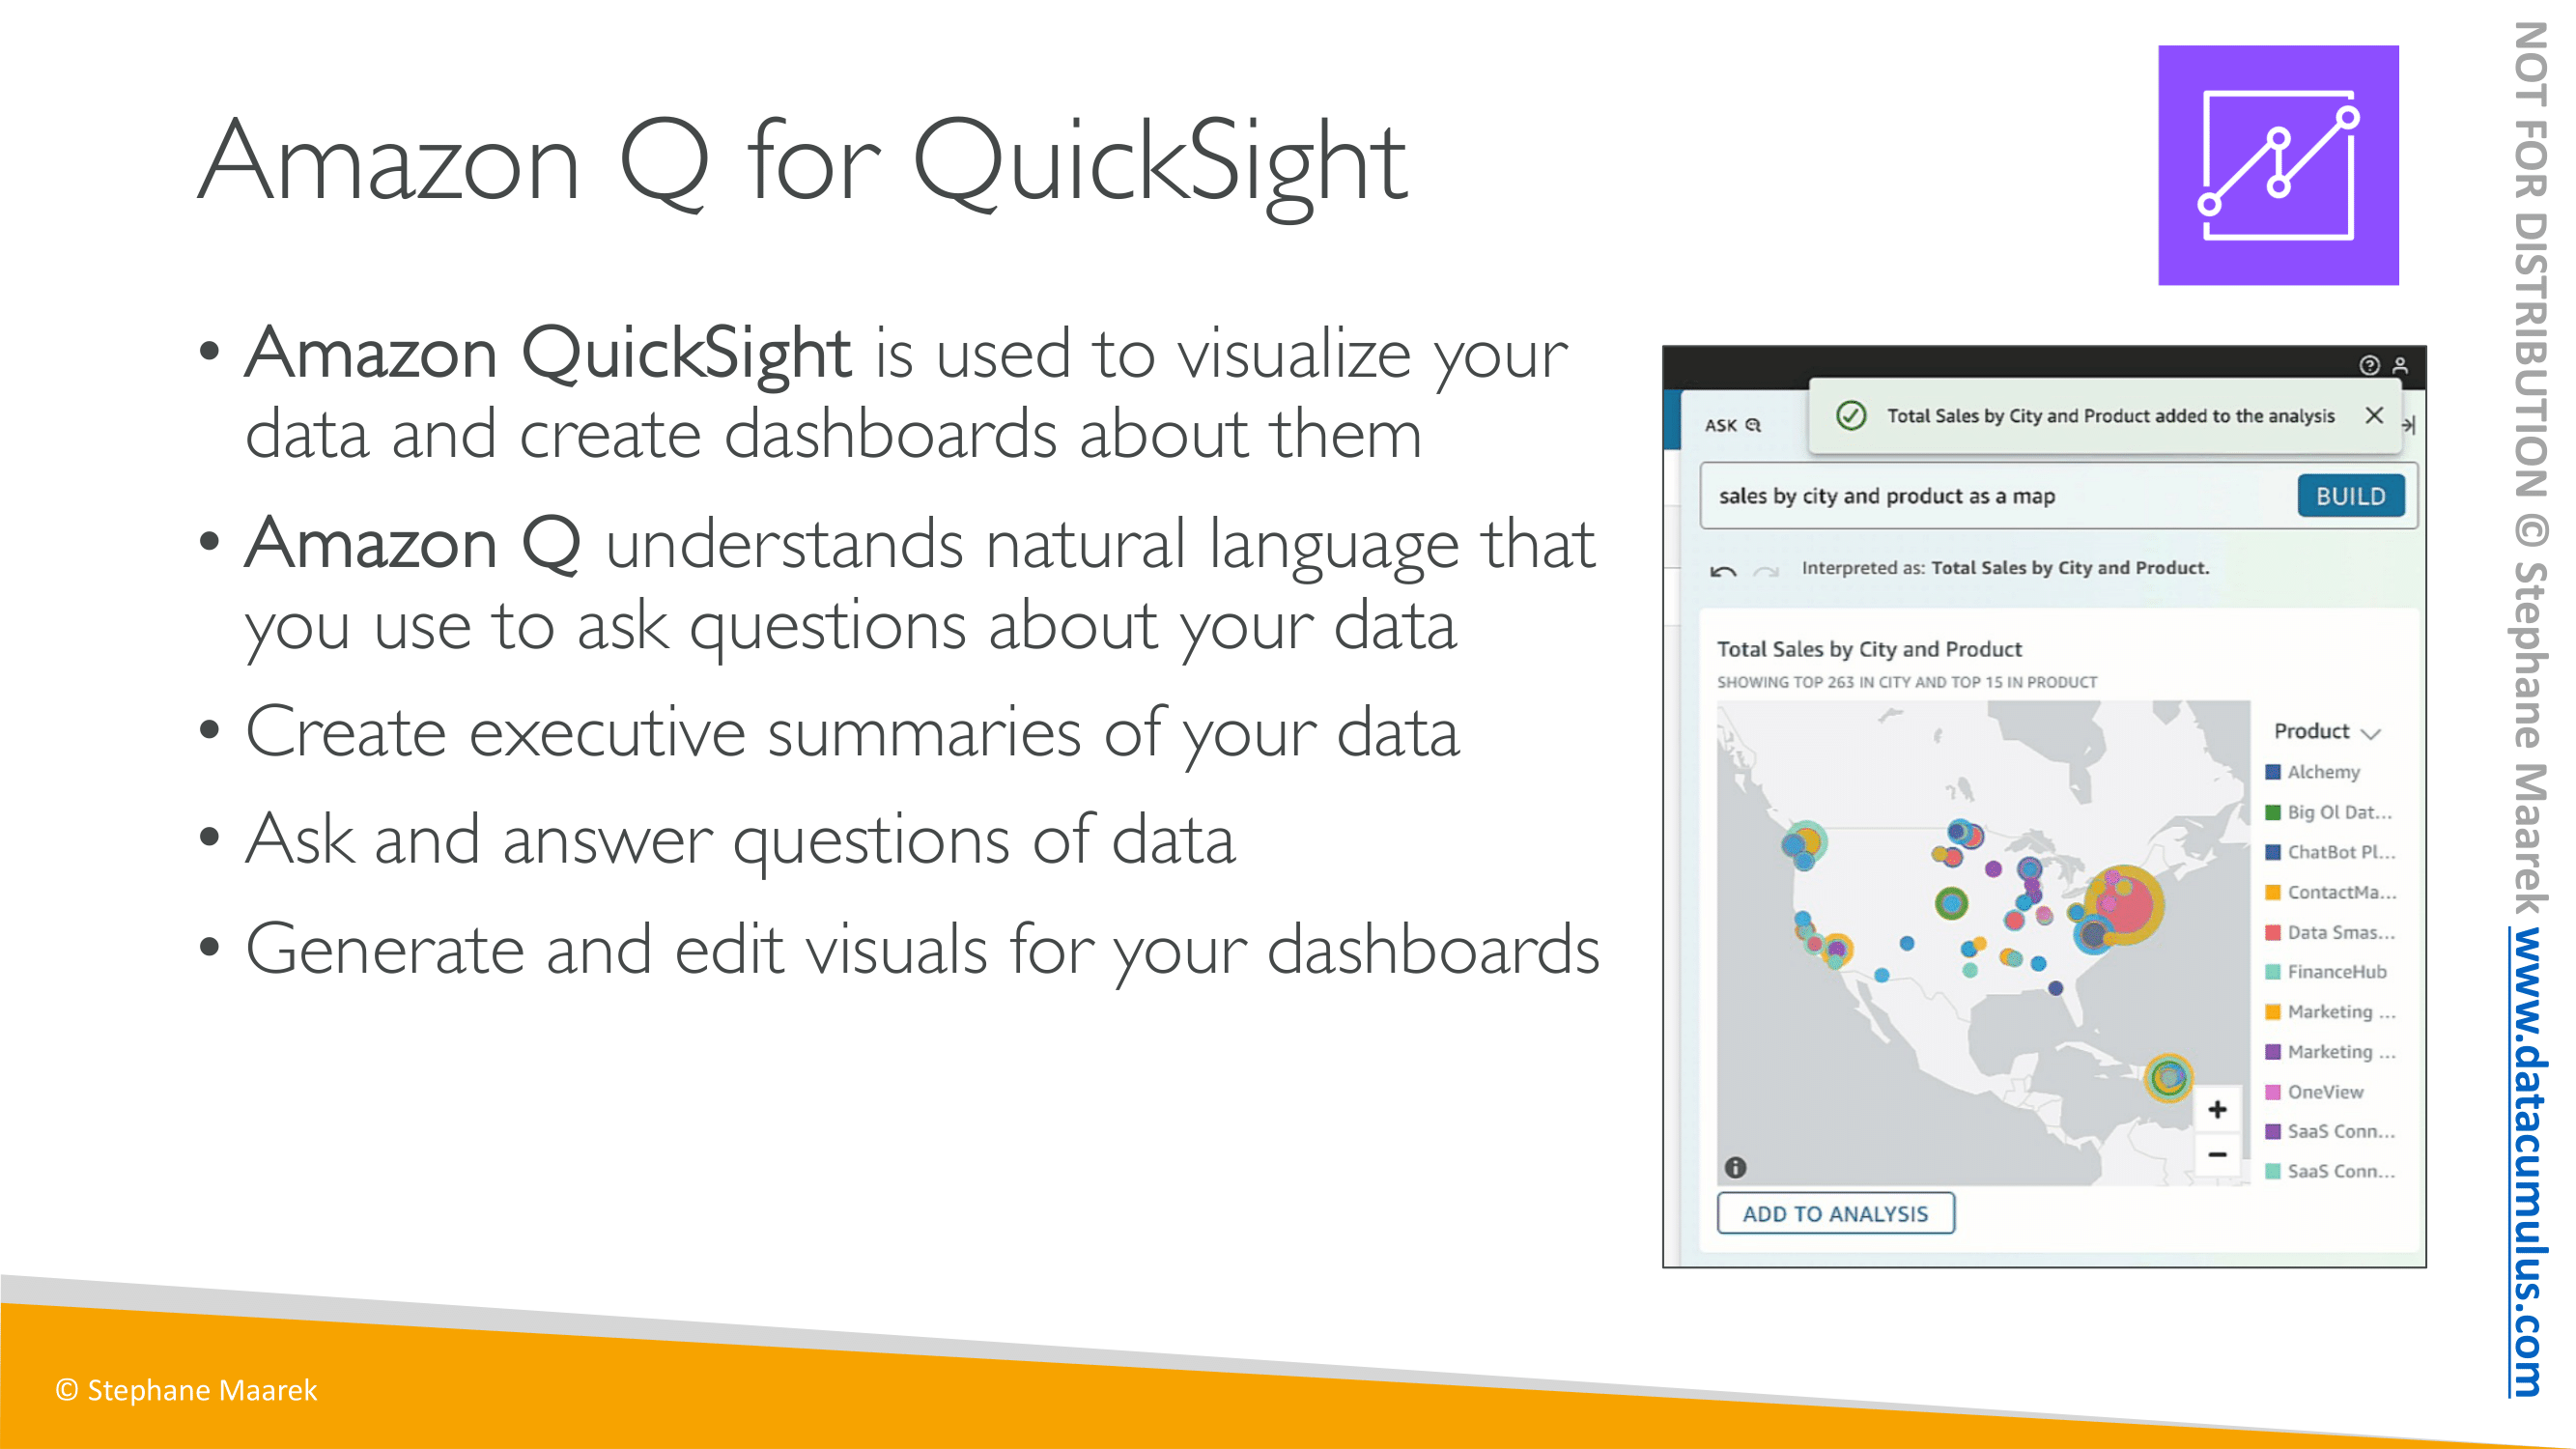 Amazon Q for QuickSight
• Amazon QuickSight is used to visualize your
data and create dashboards about them
• Amazon Q understands natural language that
you use to ask questions about your data
• Create executive summaries of your data
• Ask and answer questions of data
• Generate and edit visuals for your dashboards
ASK
Total Sales by City and Product added to the analysis
sales by city and product as a map
BUILD
Interpreted as: Total Sales by City and Product.
Total Sales by City and Product
SHOWING TOP 263 IN CITY AND TOP 15 IN PRODUCT
Product
Alchemy
Big Ol Dat...
ChatBot Pl...
ContactMa...
Data Smas...
FinanceHub
Marketing ...
Marketing ...
OneView
SaaS Conn...
SaaS Conn...
+
−
ADD TO ANALYSIS
© Stephane Maarek
NOT FOR DISTRIBUTION © Stephane Maarek www.datacumulus.com